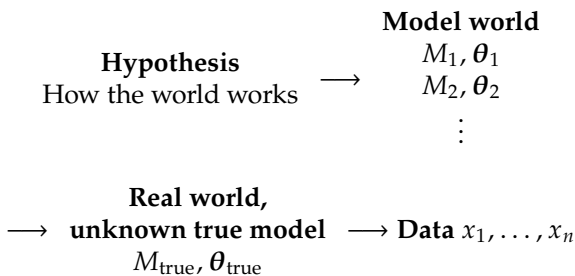 Model world
Hypothesis ⟶ M₁, θ₁
How the world works M₂, θ₂
⋮
Real world,
⟶ unknown true model ⟶ Data x₁, . . . , xₙ
M_true, θ_true